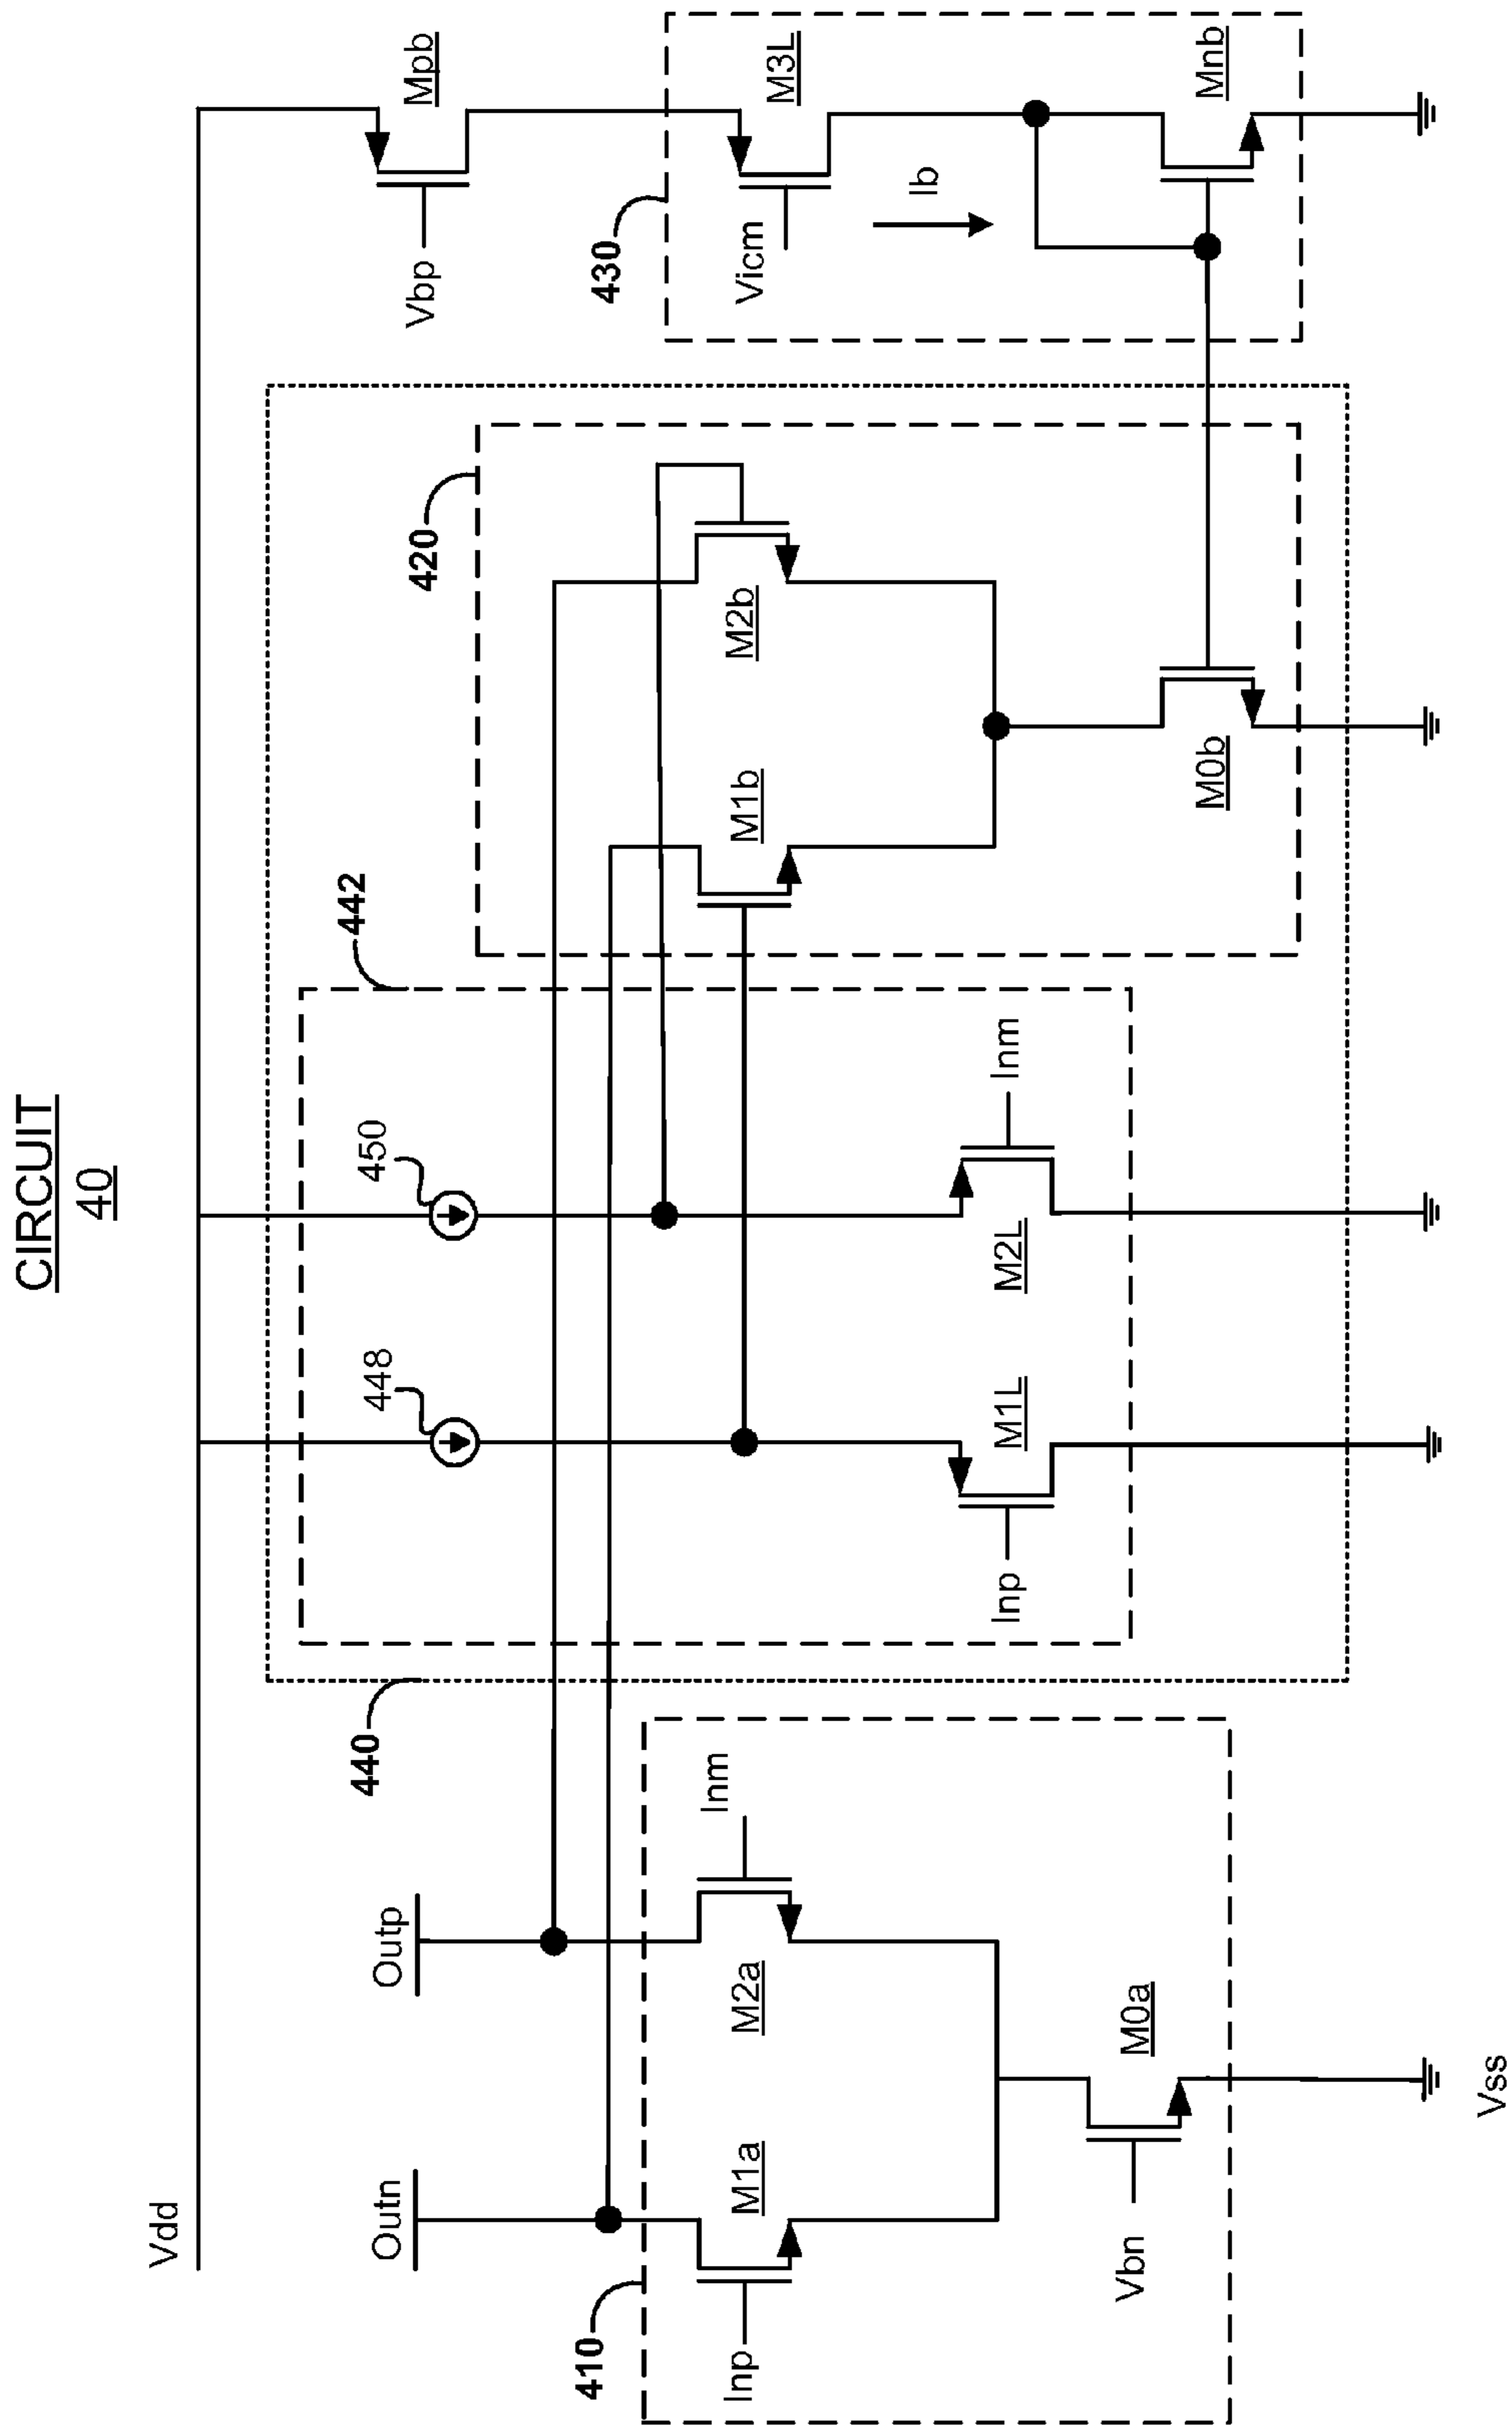 CIRCUIT
40
Vdd
Outn
Outp
410
Inp
M1a
M2a
Inm
Vbn
M0a
Vss
440
442
448
450
Inp
M1L
M2L
Inm
420
M1b
M2b
M0b
430
Vbp
Mpb
Vicm
M3L
Ib
Mnb